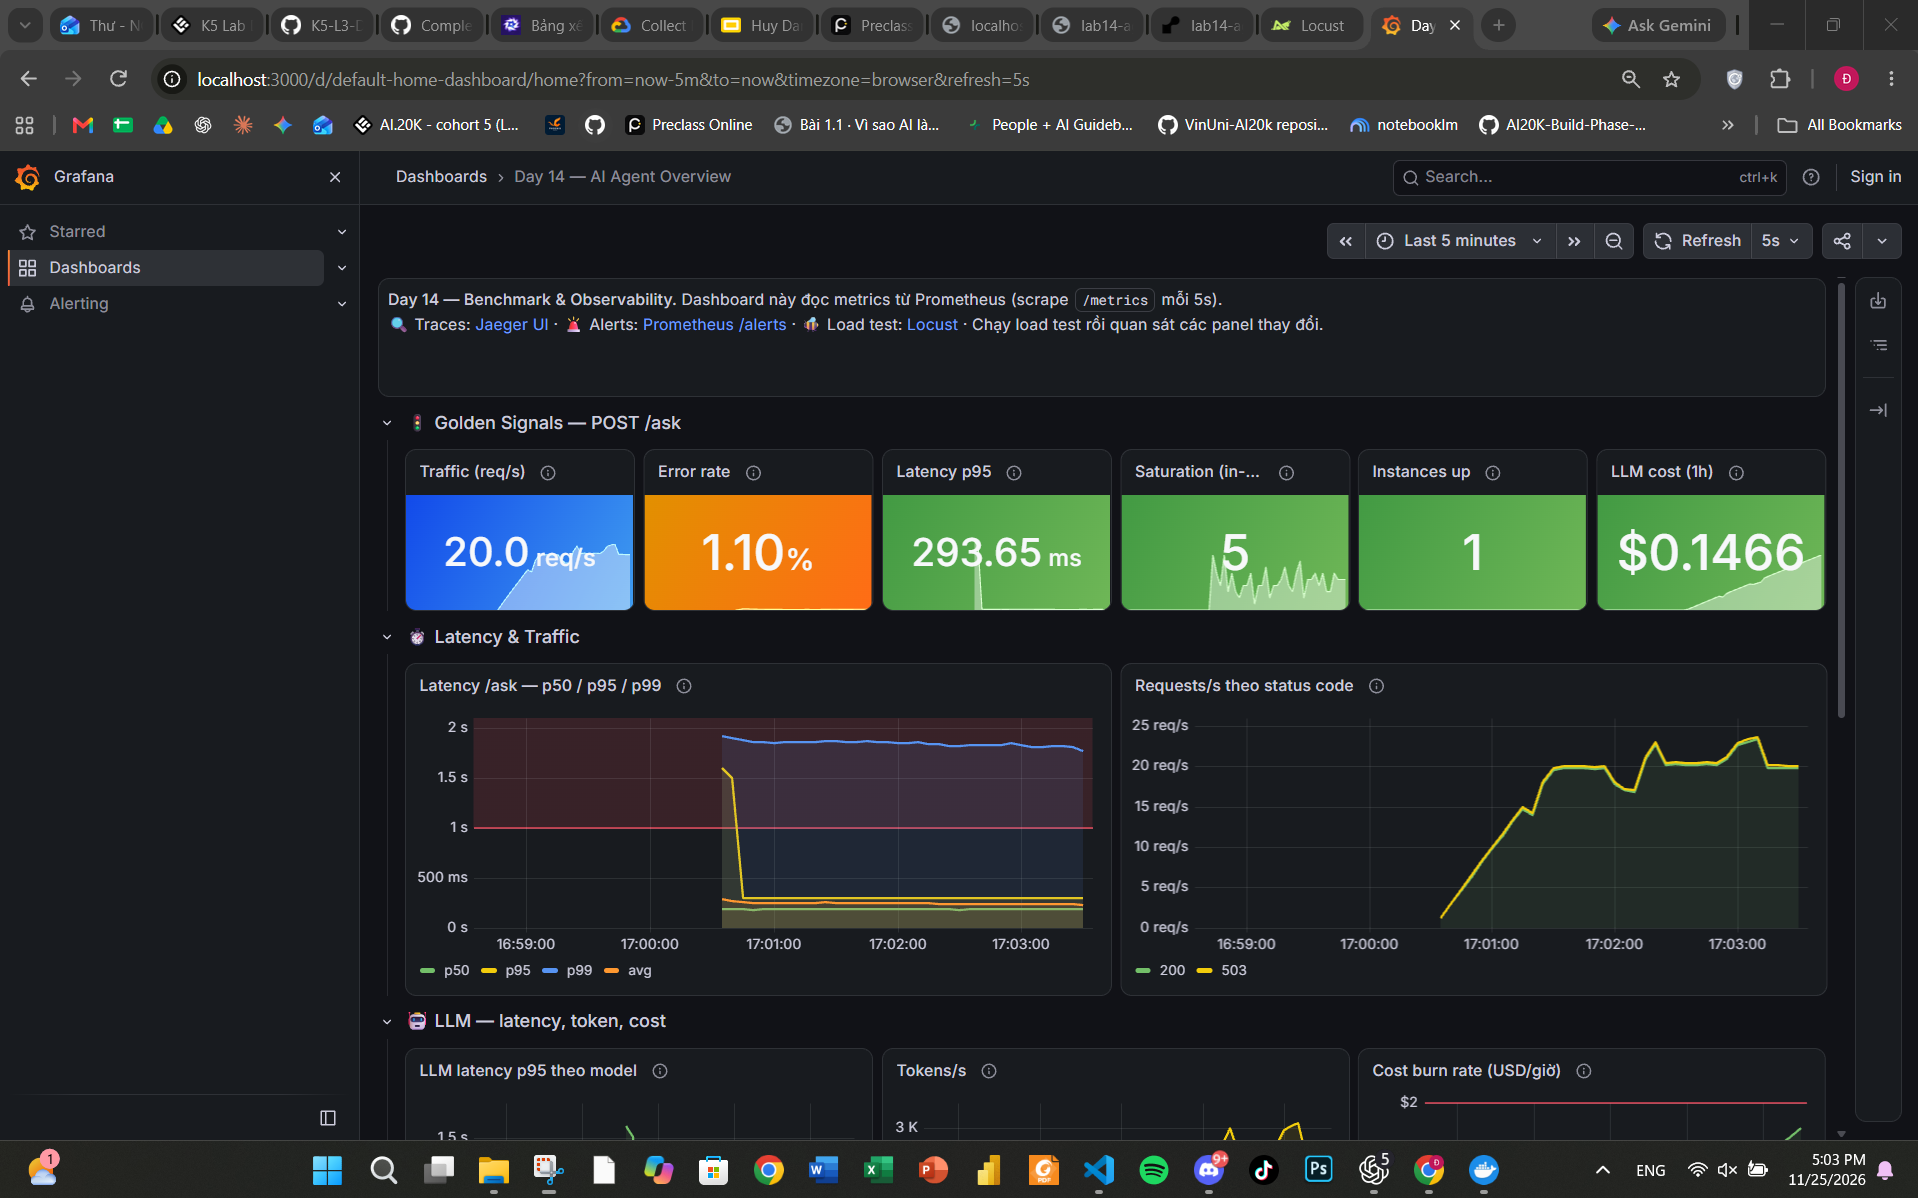 Thư - N
K5 Lab
K5-L3-D
Comple
Bảng xế
Collect
Huy Da
Preclass
localho
lab14-a
lab14-a
Locust
Day
Ask Gemini
localhost:3000/d/default-home-dashboard/home?from=now-5m&to=now&timezone=browser&refresh=5s
Đ
AI.20K - cohort 5 (L...
Preclass Online
Bài 1.1 · Vì sao AI là...
People + AI Guideb...
VinUni-AI20k reposi...
notebooklm
AI20K-Build-Phase-...
All Bookmarks
Grafana
Dashboards › Day 14 — AI Agent Overview
Search...
ctrl+k
Sign in
Starred
Dashboards
Alerting
Last 5 minutes
Refresh
5s
Day 14 — Benchmark & Observability. Dashboard này đọc metrics từ Prometheus (scrape /metrics mỗi 5s).
Traces: Jaeger UI · Alerts: Prometheus /alerts · Load test: Locust · Chạy load test rồi quan sát các panel thay đổi.
Golden Signals — POST /ask
Traffic (req/s)
20.0 req/s
Error rate
1.10%
Latency p95
293.65 ms
Saturation (in-...
5
Instances up
1
LLM cost (1h)
$0.1466
Latency & Traffic
Latency /ask — p50 / p95 / p99
2 s
1.5 s
1 s
500 ms
0 s
16:59:00
17:00:00
17:01:00
17:02:00
17:03:00
p50
p95
p99
avg
Requests/s theo status code
25 req/s
20 req/s
15 req/s
10 req/s
5 req/s
0 req/s
16:59:00
17:00:00
17:01:00
17:02:00
17:03:00
200
503
LLM — latency, token, cost
LLM latency p95 theo model
1.5 s
Tokens/s
3 K
Cost burn rate (USD/giờ)
$2
1
9+
5
ENG
5:03 PM
11/25/2026